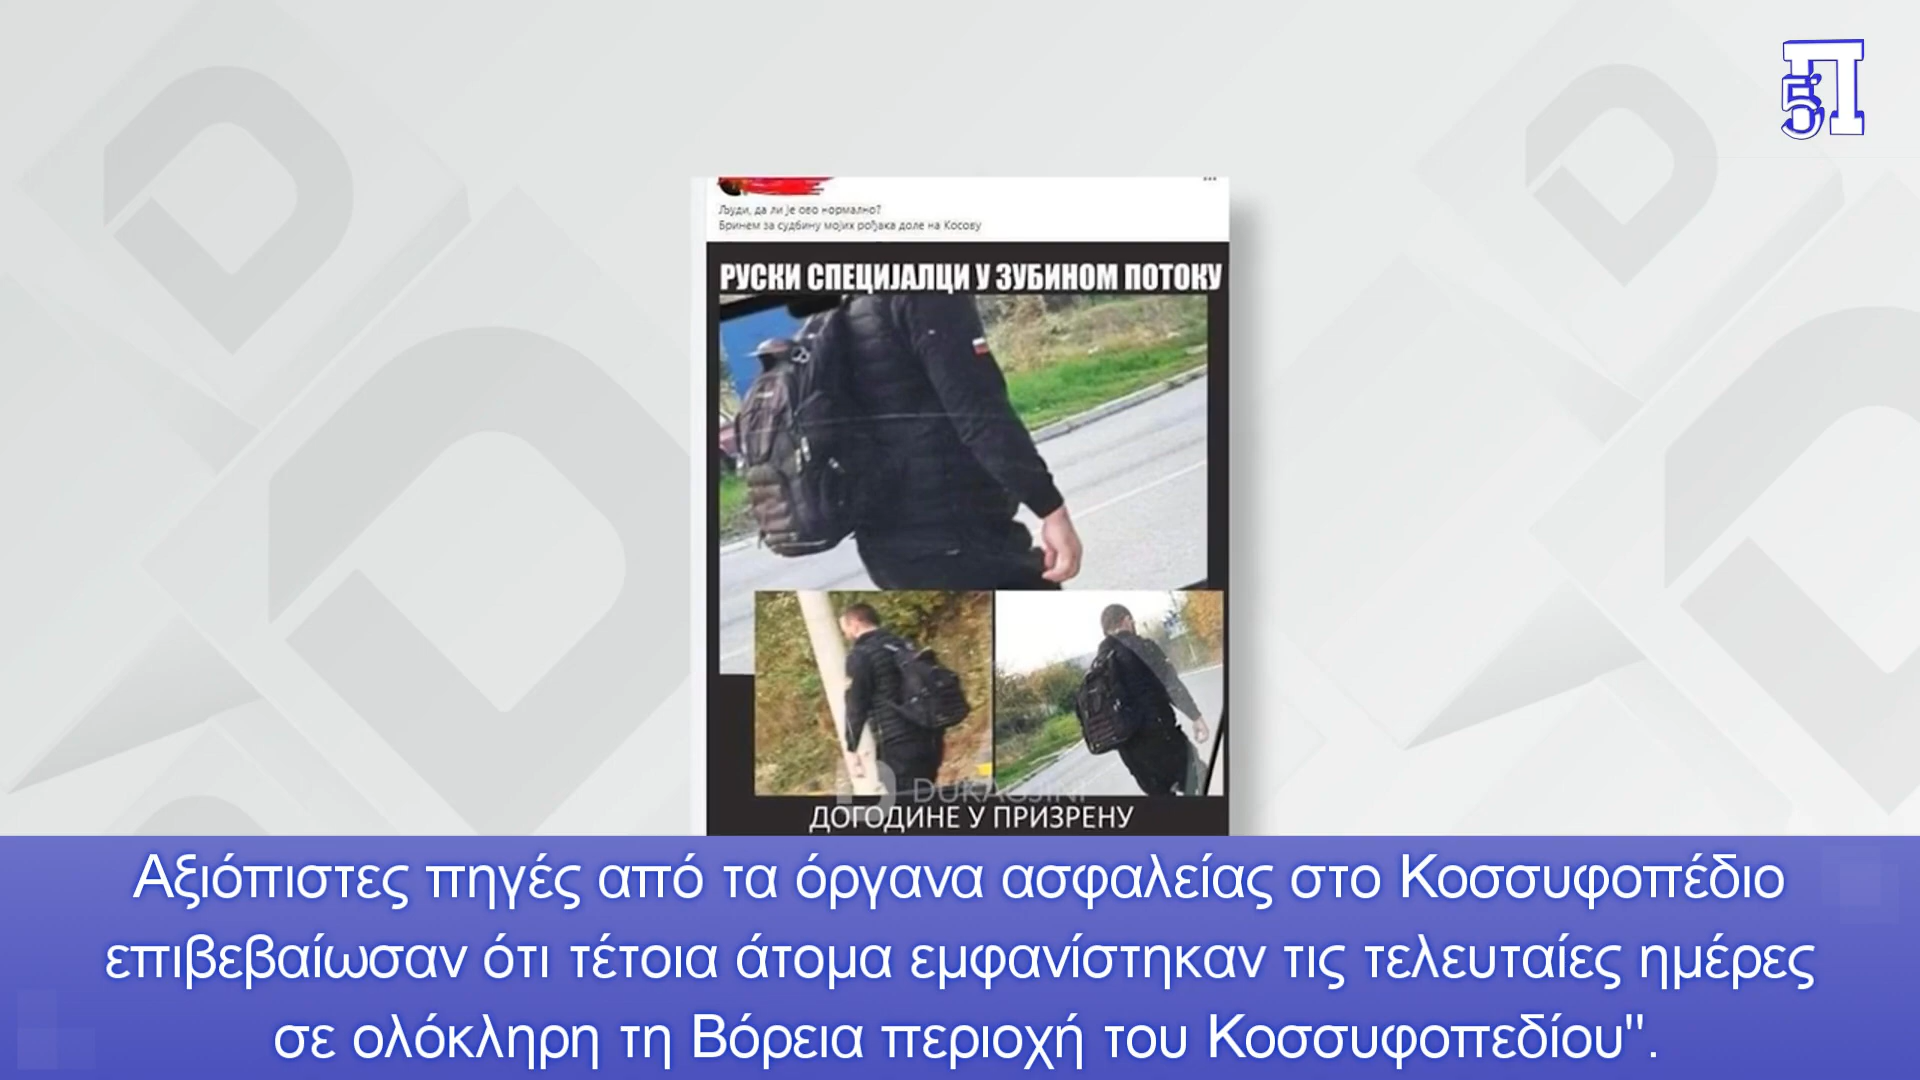 5Π
Људи, да ли је ово нормално?
Бринем за судбину мојих рођака доле на Косову
РУСКИ СПЕЦИЈАЛЦИ У ЗУБИНОМ ПОТОКУ
DUKAGJINI
ДОГОДИНЕ У ПРИЗРЕНУ
Αξιόπιστες πηγές από τα όργανα ασφαλείας στο Κοσσυφοπέδιο
επιβεβαίωσαν ότι τέτοια άτομα εμφανίστηκαν τις τελευταίες ημέρες
σε ολόκληρη τη Βόρεια περιοχή του Κοσσυφοπεδίου".